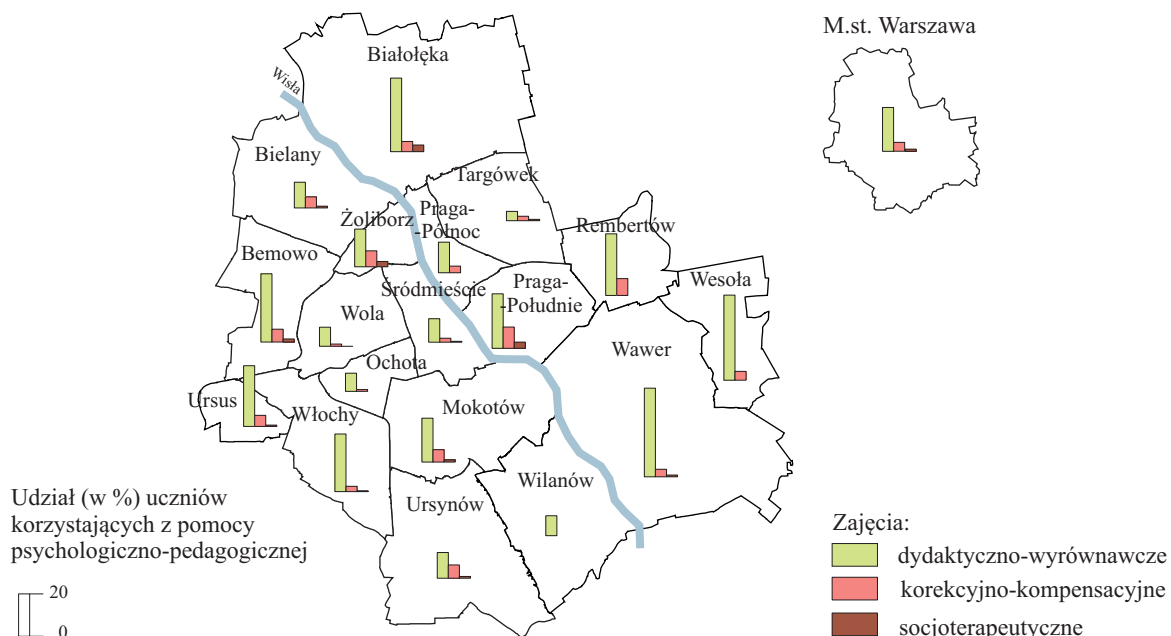 M.st. Warszawa
Białołęka
Wisła
Bielany
Targówek
Żoliborz
Praga-
-Północ
Rembertów
Bemowo
Śródmieście
Praga-
-Południe
Wesoła
Wola
Wawer
Ochota
Ursus
Włochy
Mokotów
Wilanów
Ursynów
Udział (w %) uczniów
korzystających z pomocy
psychologiczno-pedagogicznej
20
0
Zajęcia:
dydaktyczno-wyrównawcze
korekcyjno-kompensacyjne
socjoterapeutyczne